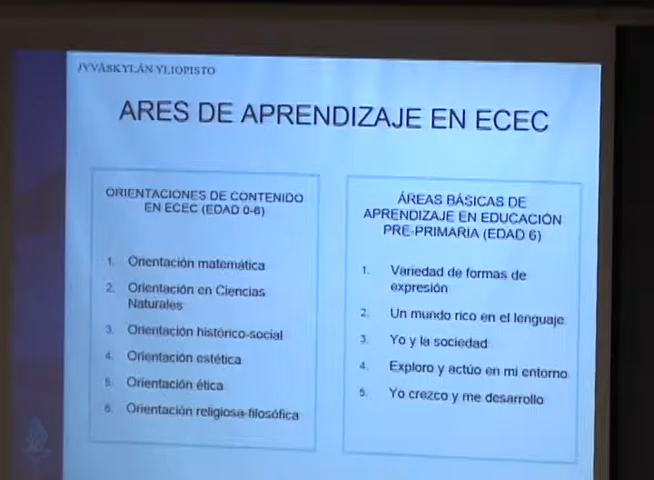 JYVÄSKYLÄN YLIOPISTO
ARES DE APRENDIZAJE EN ECEC
ORIENTACIONES DE CONTENIDO
EN ECEC (EDAD 0-6)
1. Orientación matemática
2. Orientación en Ciencias
Naturales
3. Orientación histórico-social
4. Orientación estética
5. Orientación ética
6. Orientación religiosa-filosófica
ÁREAS BÁSICAS DE
APRENDIZAJE EN EDUCACIÓN
PRE-PRIMARIA (EDAD 6)
1. Variedad de formas de
expresión
2. Un mundo rico en el lenguaje
3. Yo y la sociedad
4. Exploro y actúo en mi entorno
5. Yo crezco y me desarrollo